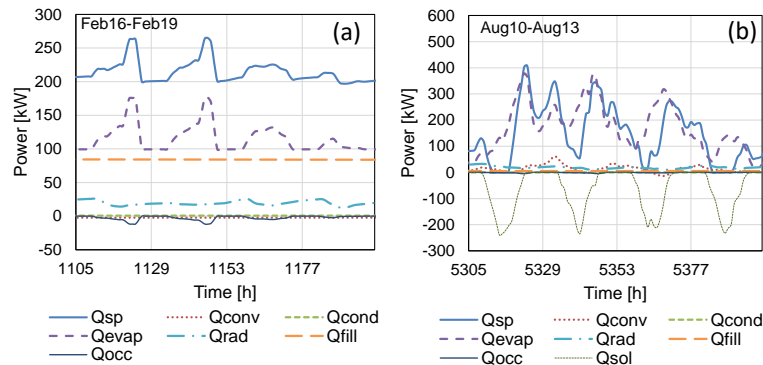 Feb16-Feb19
(a)
Power [kW]
300
250
200
150
100
50
0
-50
1105 1129 1153 1177
Time [h]
Qsp Qconv Qcond
Qevap Qrad Qfill
Qocc
Aug10-Aug13
(b)
Power [kW]
600
500
400
300
200
100
0
-100
-200
-300
5305 5329 5353 5377
Time [h]
Qsp Qconv Qcond
Qevap Qrad Qfill
Qocc Qsol